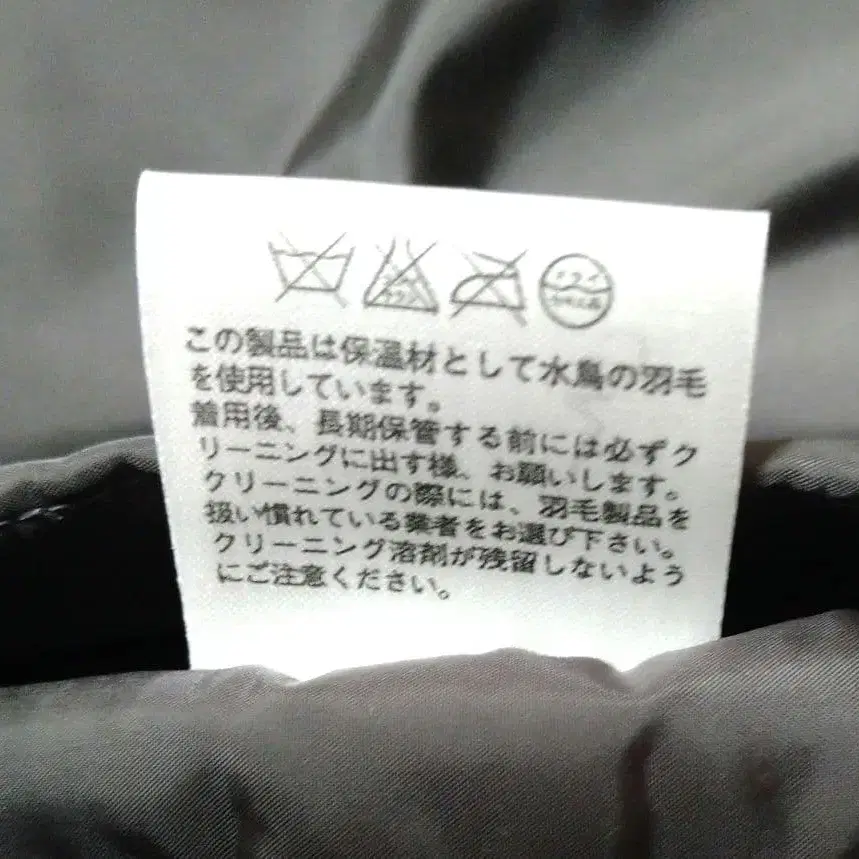 ドライ
この製品は保温材として水鳥の羽毛
を使用しています。
着用後、長期保管する前には必ずク
リーニングに出す様、お願いします。
クリーニングの際には、羽毛製品を
扱い慣れている業者をお選び下さい。
クリーニング溶剤が残留しないよう
にご注意ください。